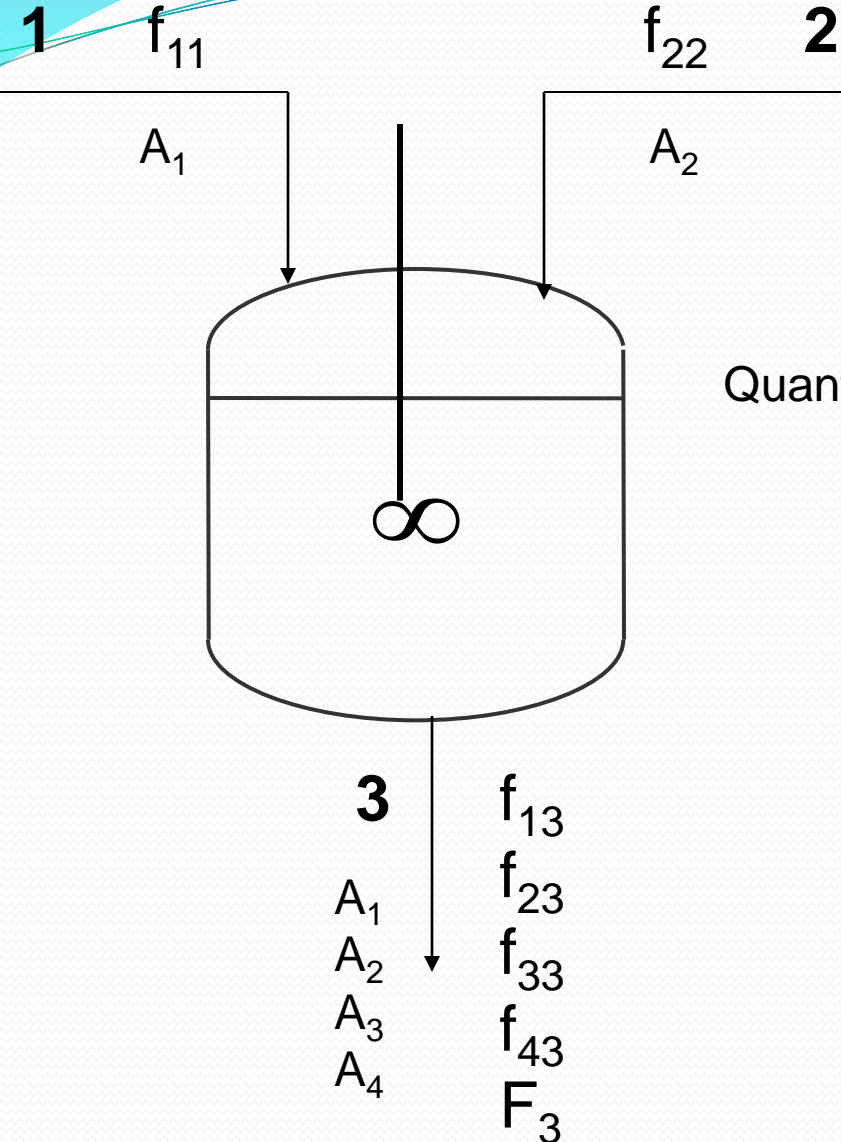 1 f₁₁ f₂₂ 2
A₁ A₂
Quan
3 f₁₃
f₂₃
A₁
A₂ f₃₃
A₃
f₄₃
A₄
F₃